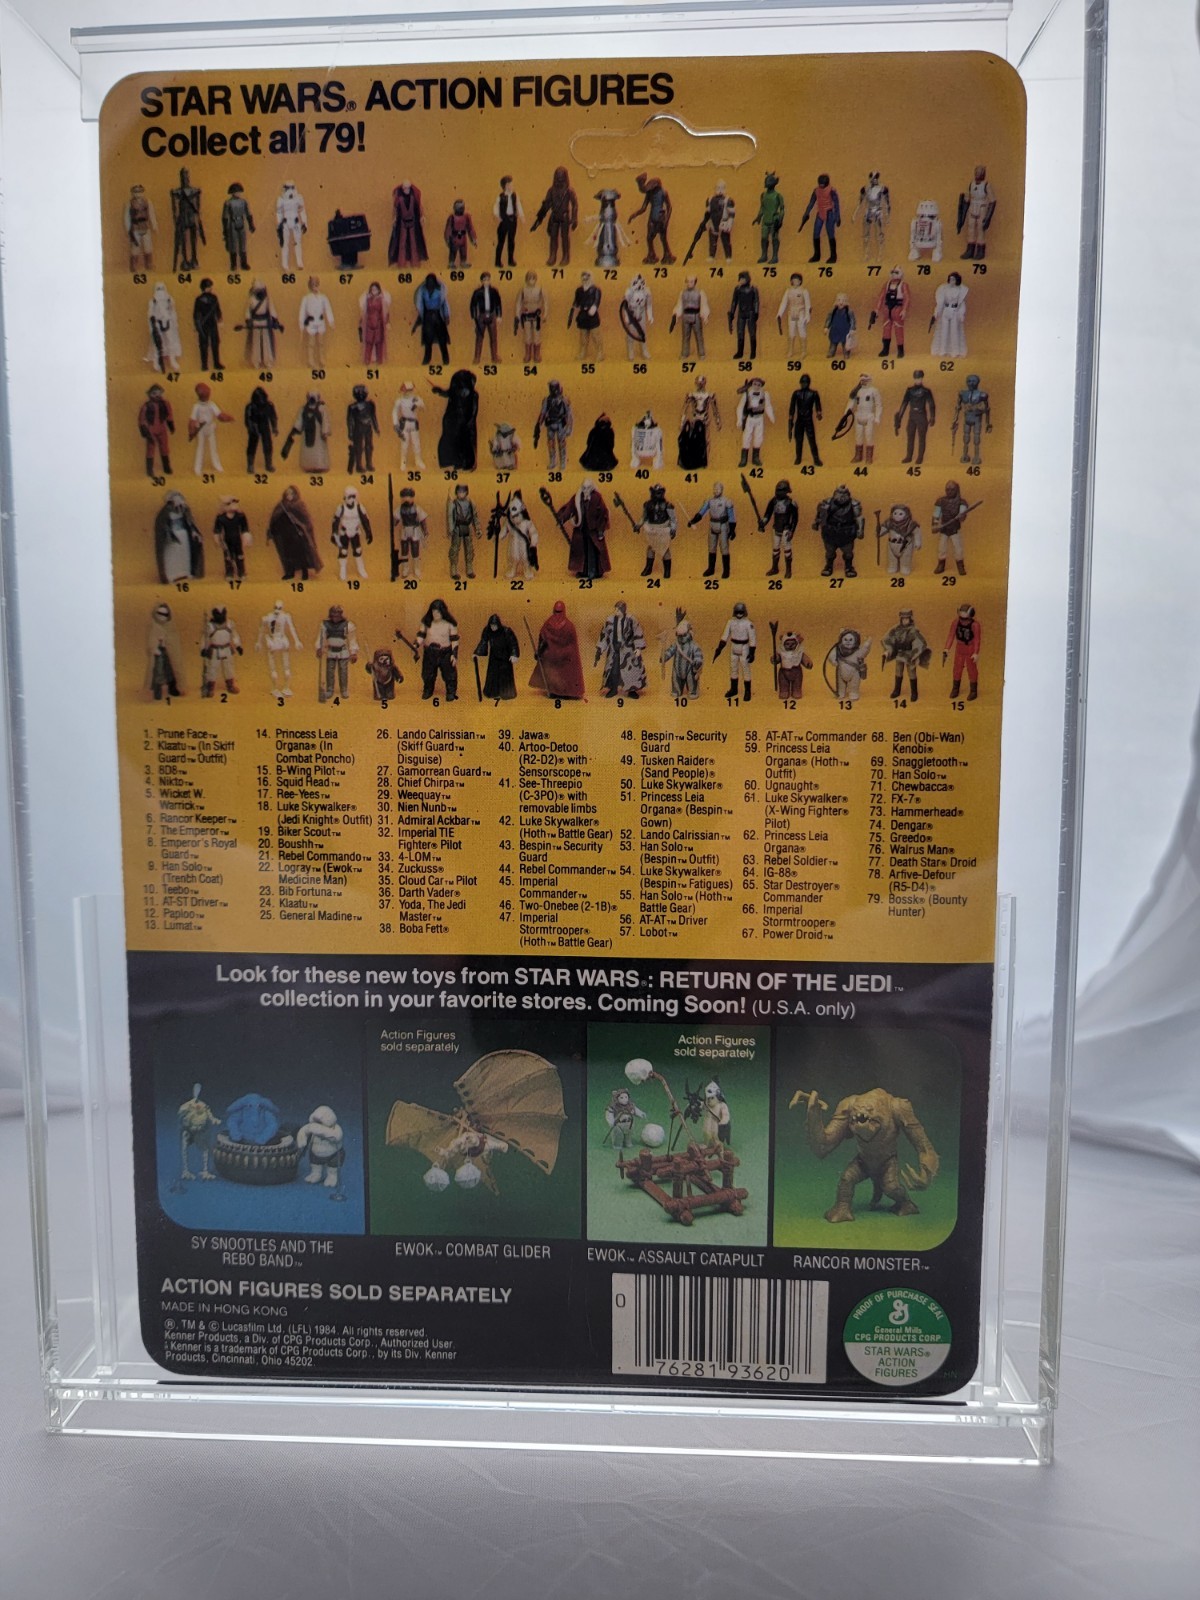 STAR WARS® ACTION FIGURES
Collect all 79!
63 64 65 66 67 68 69 70 71 72 73 74 75 76 77 78 79
47 48 49 50 51 52 53 54 55 56 57 58 59 60 61 62
30 31 32 33 34 35 36 37 38 39 40 41 42 43 44 45 46
16 17 18 19 20 21 22 23 24 25 26 27 28 29
1 2 3 4 5 6 7 8 9 10 11 12 13 14 15
1. Prune Face™
2. Klaatu™ (In Skiff
Guard™ Outfit)
3. 8D8™
4. Nikto™
5. Wicket W.
Warrick™
6. Rancor Keeper™
7. The Emperor™
8. Emperor's Royal
Guard™
9. Han Solo™
(Trench Coat)
10. Teebo™
11. AT-ST Driver™
12. Paploo™
13. Lumat™
14. Princess Leia
Organa® (In
Combat Poncho)
15. B-Wing Pilot™
16. Squid Head™
17. Ree-Yees™
18. Luke Skywalker®
(Jedi Knight® Outfit)
19. Biker Scout™
20. Boushh™
21. Rebel Commando™
22. Logray™ (Ewok™
Medicine Man)
23. Bib Fortuna™
24. Klaatu™
25. General Madine™
26. Lando Calrissian™
(Skiff Guard™
Disguise)
27. Gamorrean Guard™
28. Chief Chirpa™
29. Weequay™
30. Nien Nunb™
31. Admiral Ackbar™
32. Imperial TIE
Fighter® Pilot
33. 4-LOM™
34. Zuckuss®
35. Cloud Car™ Pilot
36. Darth Vader®
37. Yoda, The Jedi
Master™
38. Boba Fett®
39. Jawa®
40. Artoo-Detoo
(R2-D2)® with
Sensorscope™
41. See-Threepio
(C-3PO)® with
removable limbs
42. Luke Skywalker®
(Hoth™ Battle Gear)
43. Bespin™ Security
Guard
44. Rebel Commander™
45. Imperial
Commander™
46. Two-Onebee (2-1B)®
47. Imperial
Stormtrooper®
(Hoth™ Battle Gear)
48. Bespin™ Security
Guard
49. Tusken Raider®
(Sand People)®
50. Luke Skywalker®
51. Princess Leia
Organa® (Bespin™
Gown)
52. Lando Calrissian™
53. Han Solo™
(Bespin™ Outfit)
54. Luke Skywalker®
(Bespin™ Fatigues)
55. Han Solo™ (Hoth™
Battle Gear)
56. AT-AT™ Driver
57. Lobot™
58. AT-AT™ Commander
59. Princess Leia
Organa® (Hoth™
Outfit)
60. Ugnaught®
61. Luke Skywalker®
(X-Wing Fighter®
Pilot)
62. Princess Leia
Organa®
63. Rebel Soldier™
64. IG-88®
65. Star Destroyer®
Commander
66. Imperial
Stormtrooper®
67. Power Droid™
68. Ben (Obi-Wan)
Kenobi®
69. Snaggletooth™
70. Han Solo™
71. Chewbacca®
72. FX-7®
73. Hammerhead®
74. Dengar®
75. Greedo®
76. Walrus Man®
77. Death Star® Droid
78. Arfive-Defour
(R5-D4)®
79. Bossk® (Bounty
Hunter)
Look for these new toys from STAR WARS®: RETURN OF THE JEDI™
collection in your favorite stores. Coming Soon! (U.S.A. only)
Action Figures
sold separately
Action Figures
sold separately
SY SNOOTLES AND THE
REBO BAND™
EWOK™ COMBAT GLIDER
EWOK™ ASSAULT CATAPULT
RANCOR MONSTER™
ACTION FIGURES SOLD SEPARATELY
MADE IN HONG KONG
®, TM & © Lucasfilm Ltd. (LFL) 1984. All rights reserved.
Kenner Products, a Div. of CPG Products Corp., Authorized User.
Kenner is a trademark of CPG Products Corp., by its Div. Kenner
Products, Cincinnati, Ohio 45202
0 76281 93620
PROOF OF PURCHASE SEAL
General Mills
CPG PRODUCTS CORP.
STAR WARS®
ACTION
FIGURES